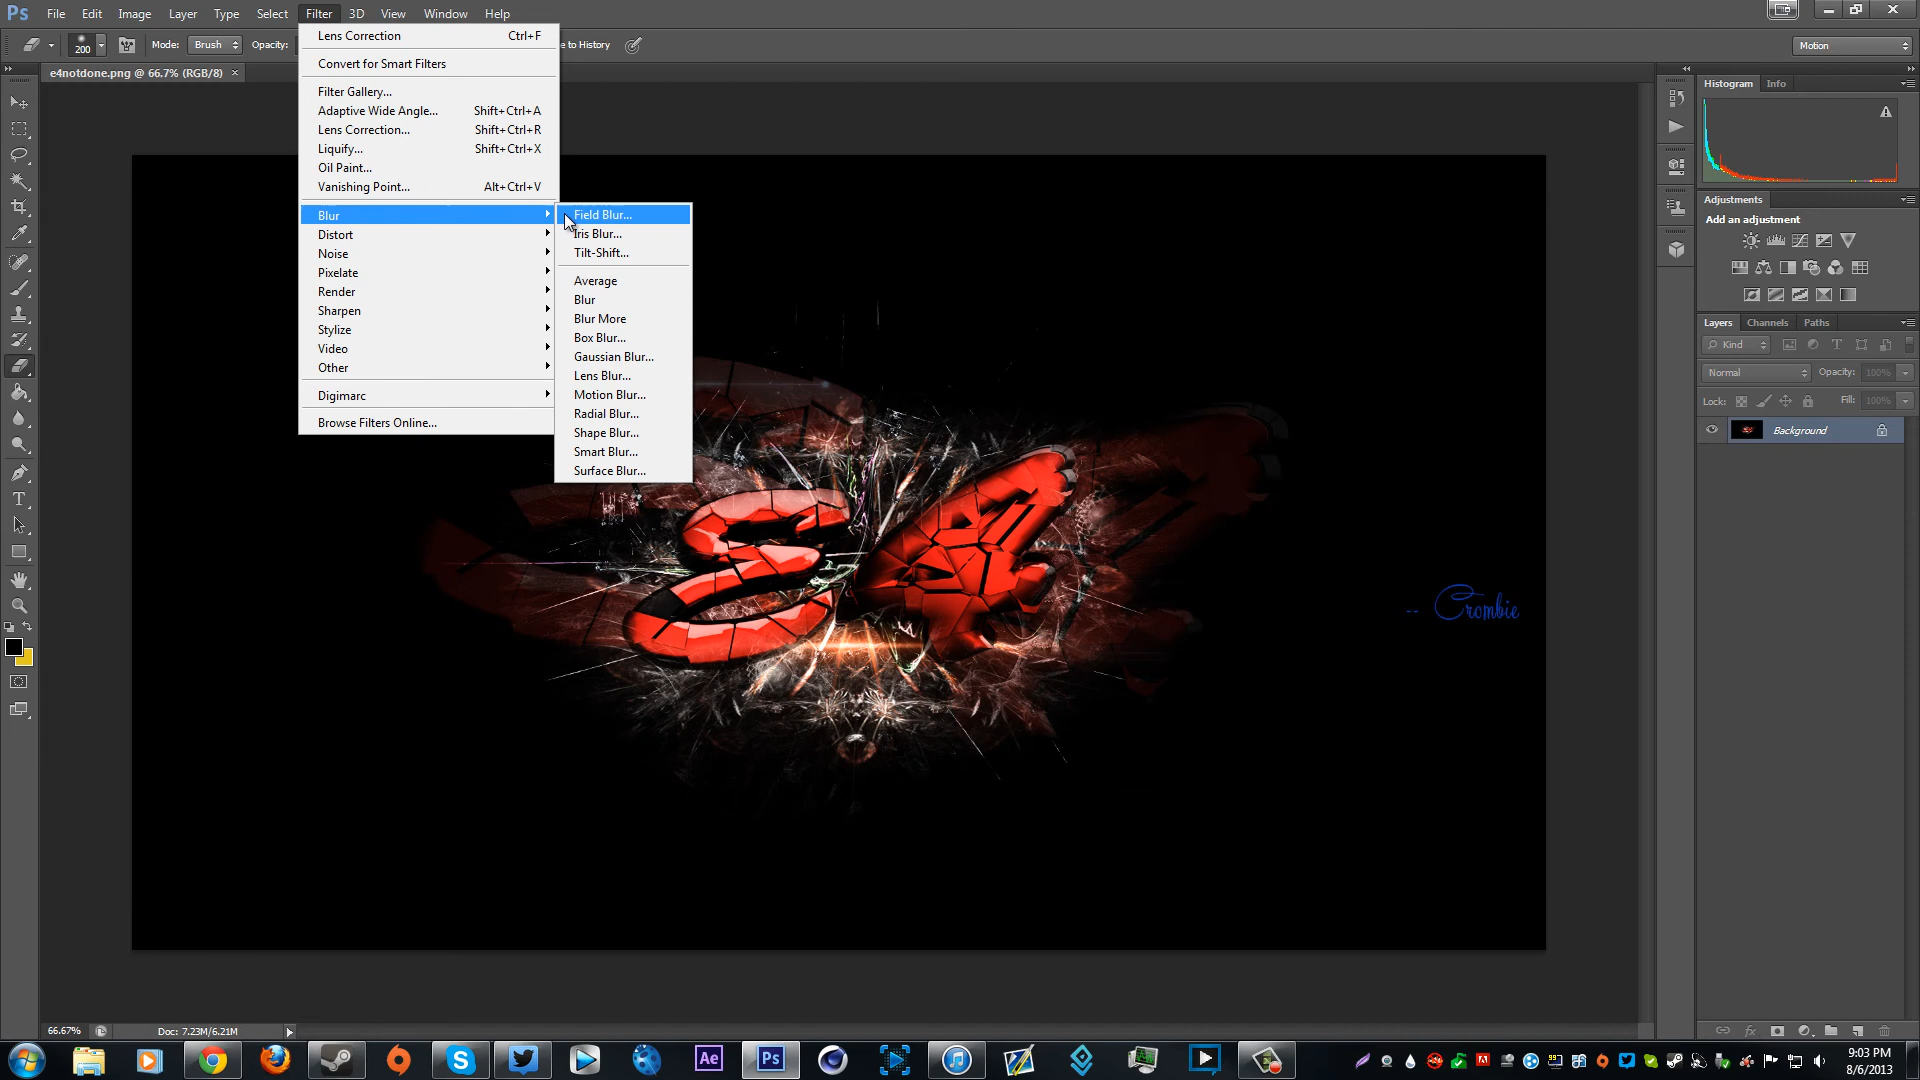 Ps File Edit Image Layer Type Select Filter 3D View Window Help
200 Mode: Brush Opacity: e to History Motion
e4notdone.png @ 66.7% (RGB/8) ×
Lens Correction Ctrl+F
Convert for Smart Filters
Filter Gallery...
Adaptive Wide Angle... Shift+Ctrl+A
Lens Correction... Shift+Ctrl+R
Liquify... Shift+Ctrl+X
Oil Paint...
Vanishing Point... Alt+Ctrl+V
Blur
Distort
Noise
Pixelate
Render
Sharpen
Stylize
Video
Other
Digimarc
Browse Filters Online...
Field Blur...
Iris Blur...
Tilt-Shift...
Average
Blur
Blur More
Box Blur...
Gaussian Blur...
Lens Blur...
Motion Blur...
Radial Blur...
Shape Blur...
Smart Blur...
Surface Blur...
Histogram Info
Adjustments
Add an adjustment
Layers Channels Paths
Kind
Normal Opacity: 100%
Lock: Fill: 100%
Background
-- Crombie
66.67% Doc: 7.23M/6.21M
Ae Ps
9:03 PM
8/6/2013